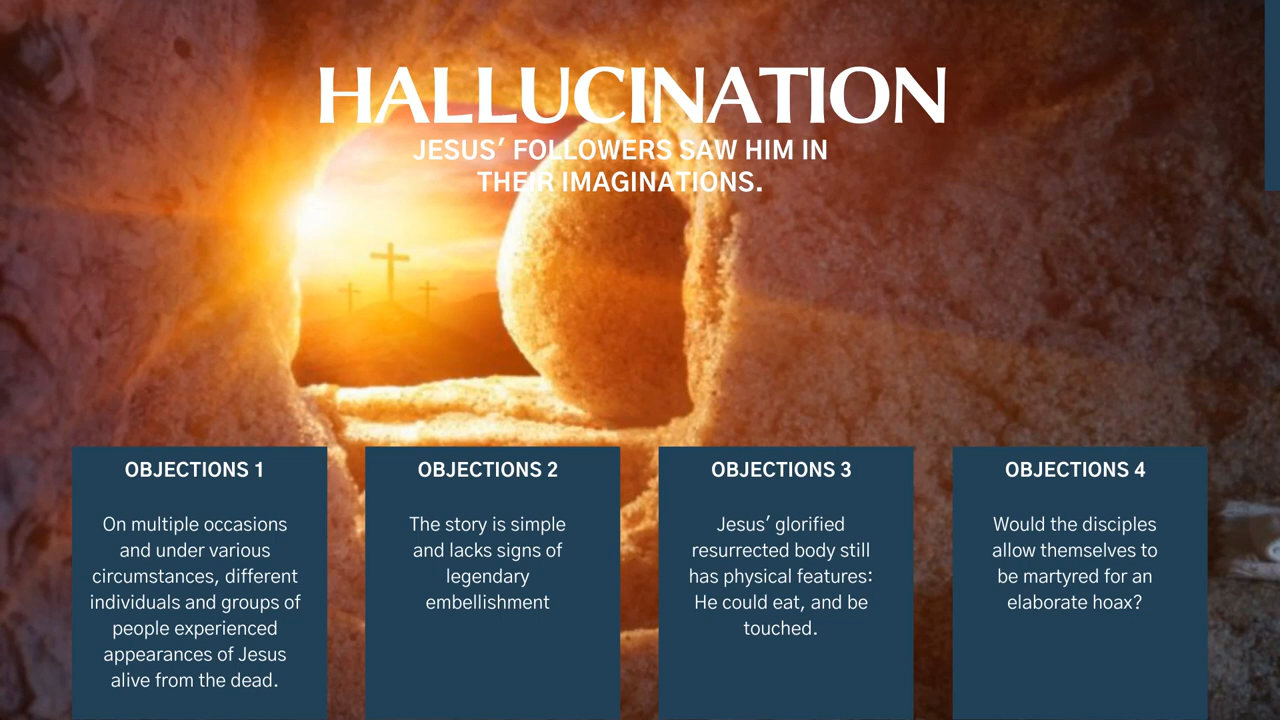 HALLUCINATION
JESUS' FOLLOWERS SAW HIM IN
THEIR IMAGINATIONS.
OBJECTIONS 1
On multiple occasions
and under various
circumstances, different
individuals and groups of
people experienced
appearances of Jesus
alive from the dead.
OBJECTIONS 2
The story is simple
and lacks signs of
legendary
embellishment
OBJECTIONS 3
Jesus' glorified
resurrected body still
has physical features:
He could eat, and be
touched.
OBJECTIONS 4
Would the disciples
allow themselves to
be martyred for an
elaborate hoax?